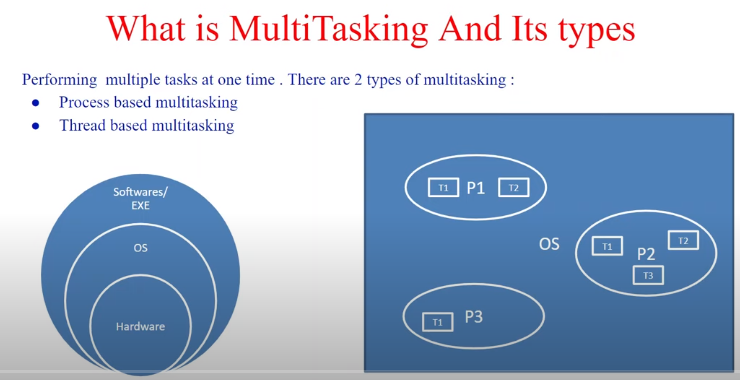 What is MultiTasking And Its types
Performing multiple tasks at one time . There are 2 types of multitasking :
● Process based multitasking
● Thread based multitasking
Softwares/
EXE
OS
Hardware
T1 P1 T2
OS
T1 P2 T2
T3
T1 P3